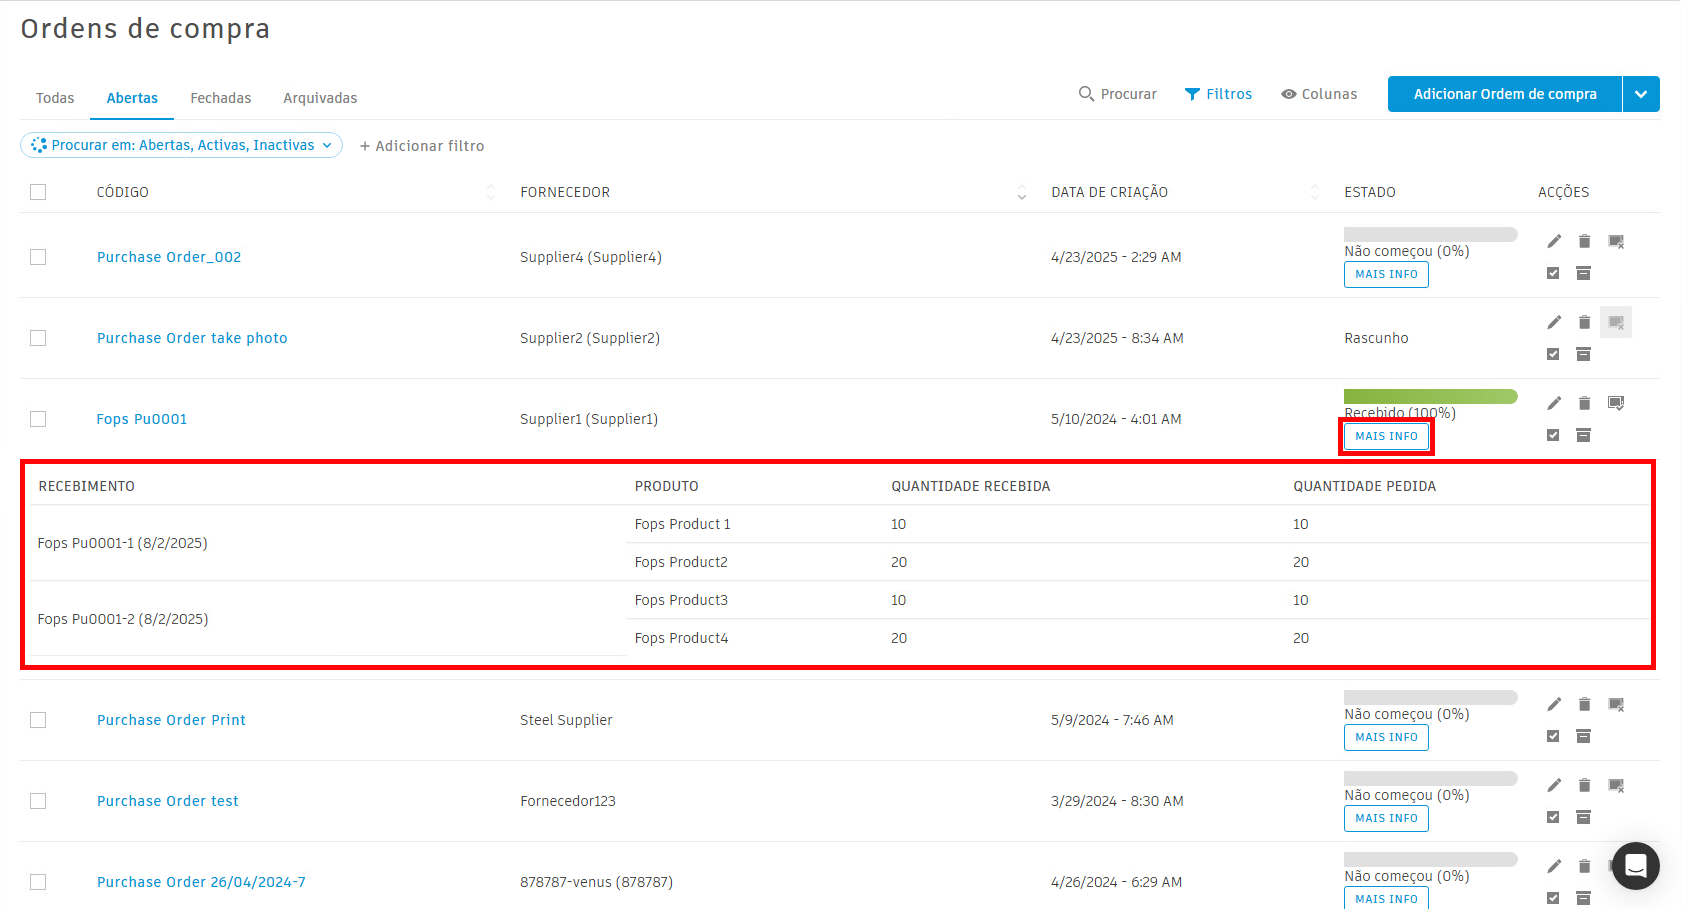 Ordens de compra
Todas Abertas Fechadas Arquivadas Procurar Filtros Colunas Adicionar Ordem de compra
Procurar em: Abertas, Activas, Inactivas + Adicionar filtro
CÓDIGO FORNECEDOR DATA DE CRIAÇÃO ESTADO ACÇÕES
Purchase Order_002 Supplier4 (Supplier4) 4/23/2025 - 2:29 AM Não começou (0%)
MAIS INFO
Purchase Order take photo Supplier2 (Supplier2) 4/23/2025 - 8:34 AM Rascunho
Fops Pu0001 Supplier1 (Supplier1) 5/10/2024 - 4:01 AM Recebido (100%)
MAIS INFO
RECEBIMENTO PRODUTO QUANTIDADE RECEBIDA QUANTIDADE PEDIDA
Fops Pu0001-1 (8/2/2025) Fops Product 1 10 10
Fops Product2 20 20
Fops Pu0001-2 (8/2/2025) Fops Product3 10 10
Fops Product4 20 20
Purchase Order Print Steel Supplier 5/9/2024 - 7:46 AM Não começou (0%)
MAIS INFO
Purchase Order test Fornecedor123 3/29/2024 - 8:30 AM Não começou (0%)
MAIS INFO
Purchase Order 26/04/2024-7 878787-venus (878787) 4/26/2024 - 6:29 AM Não começou (0%)
MAIS INFO